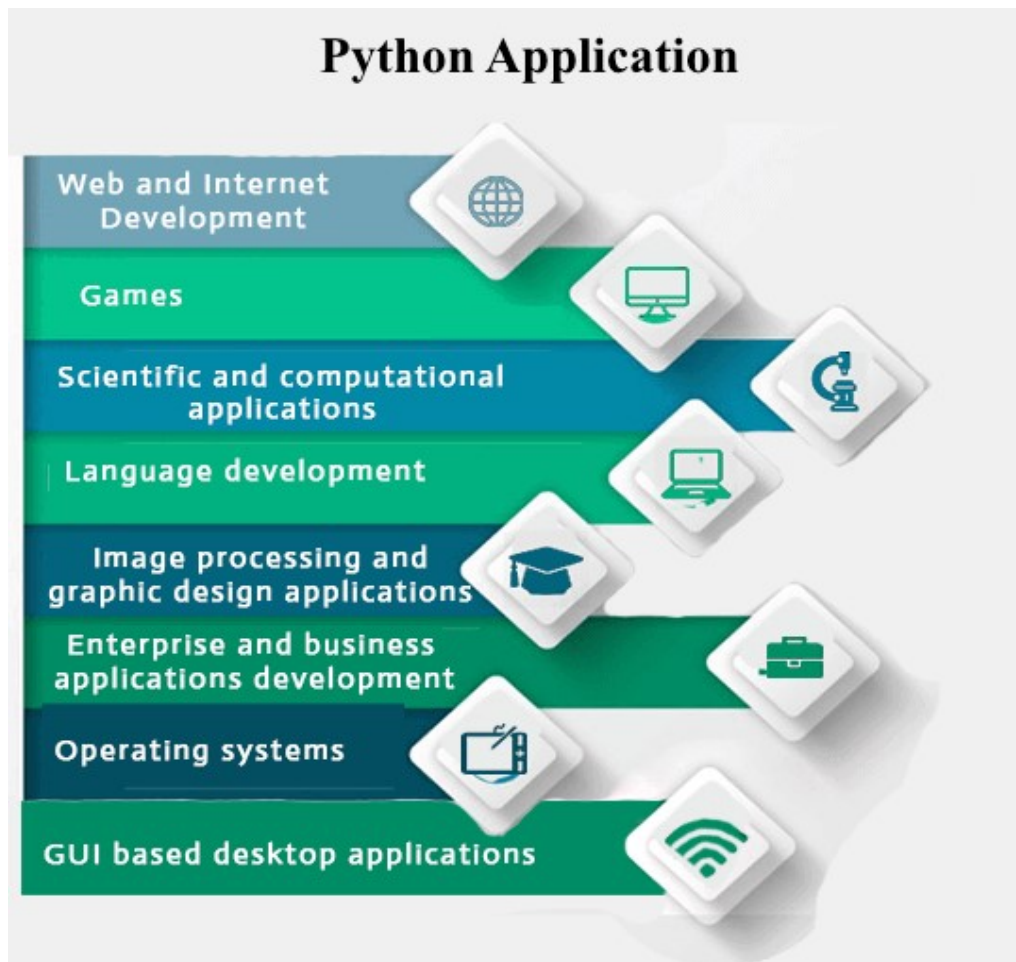 Python Application
Web and Internet
Development
Games
Scientific and computational
applications
Language development
Image processing and
graphic design applications
Enterprise and business
applications development
Operating systems
GUI based desktop applications